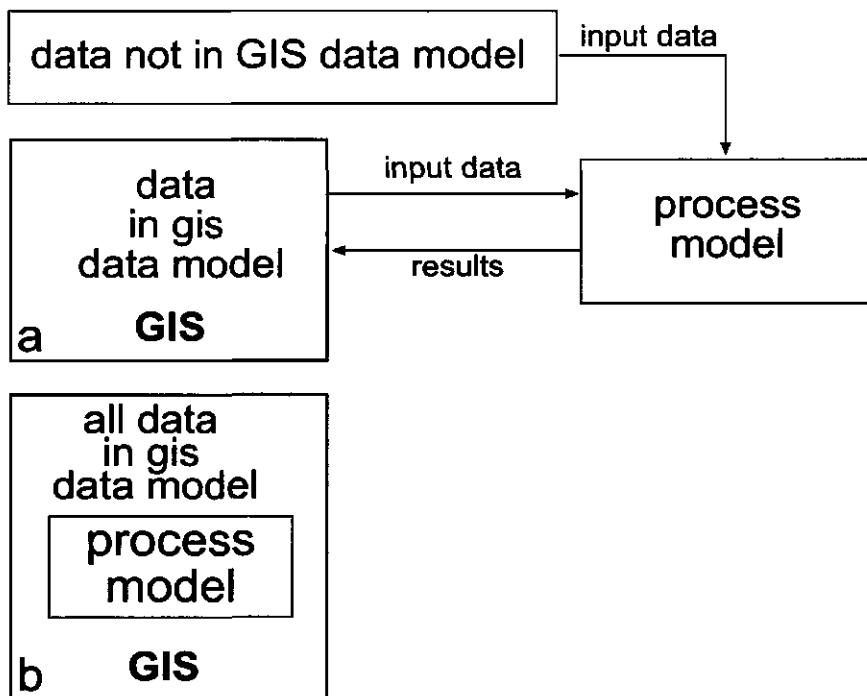 data not in GIS data model
input data
data
in gis
data model
GIS
a
input data
results
process
model
all data
in gis
data model
process
model
GIS
b